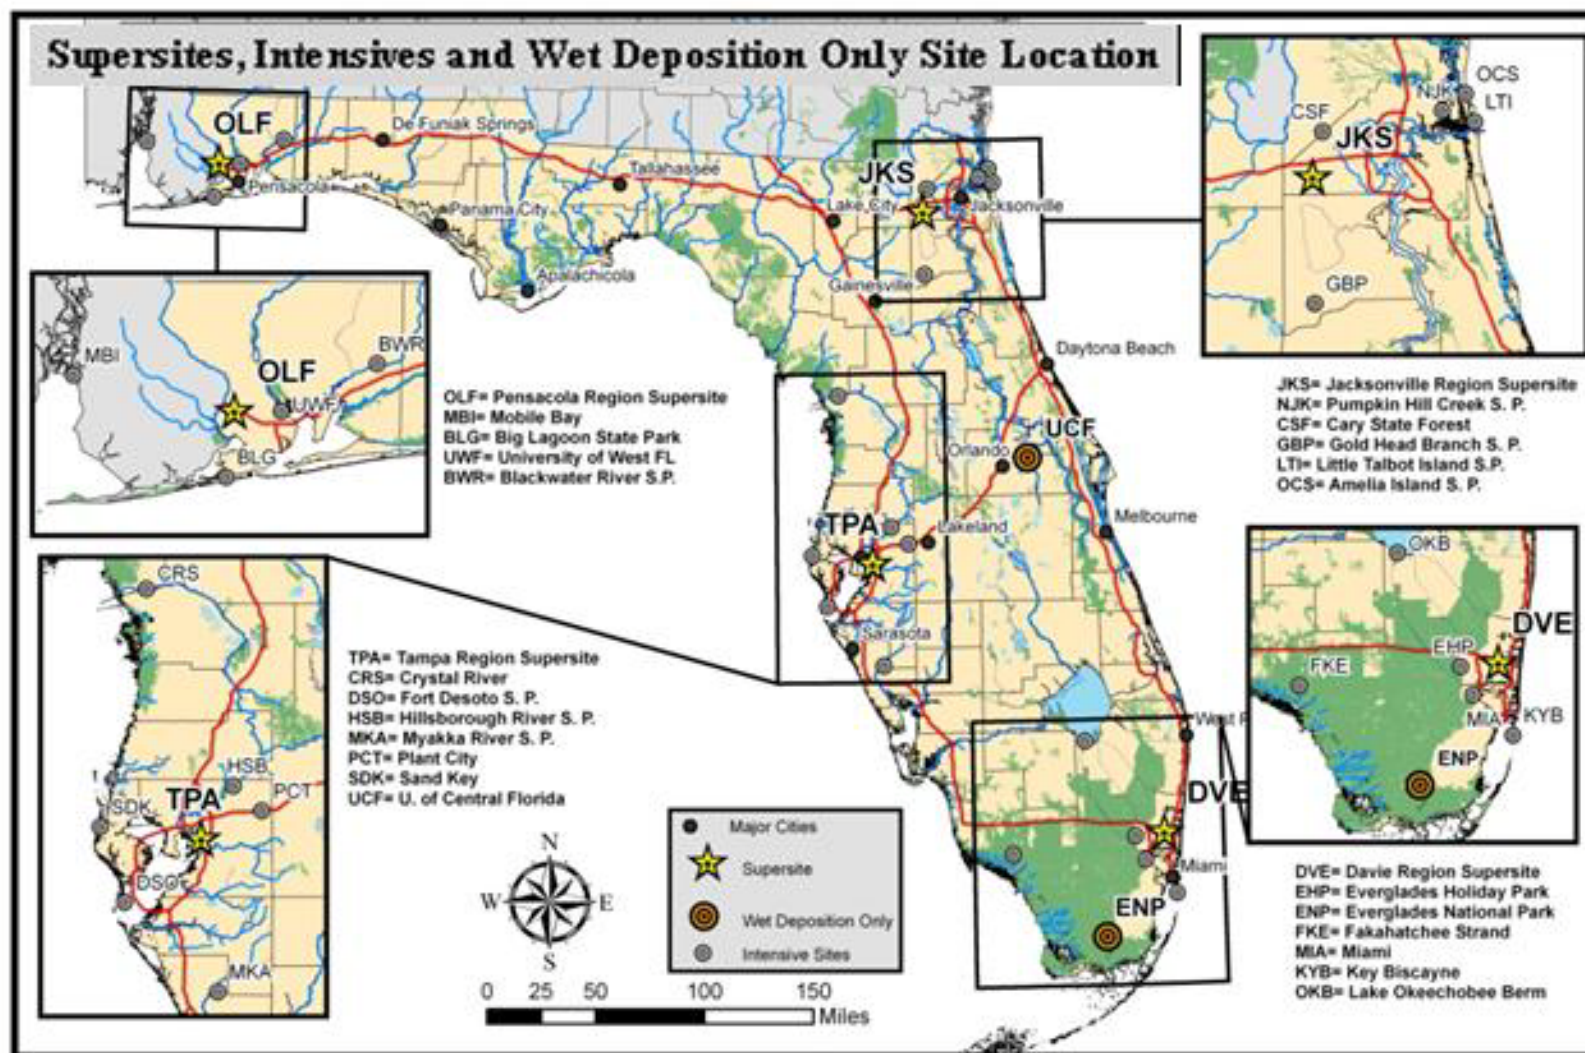 Supersites, Intensives and Wet Deposition Only Site Location
OLF
De Funiak Springs
Pensacola
Panama City
Tallahassee
Apalachicola
JKS
Lake City
Jacksonville
Gainesville
Daytona Beach
UCF
Orlando
TPA
Lakeland
Melbourne
Sarasota
West
DVE
Miami
ENP
MBI
OLF
BWR
UWF
BLG
OLF= Pensacola Region Supersite
MBI= Mobile Bay
BLG= Big Lagoon State Park
UWF= University of West FL
BWR= Blackwater River S.P.
OCS
NJK
LTI
CSF
JKS
GBP
JKS= Jacksonville Region Supersite
NJK= Pumpkin Hill Creek S. P.
CSF= Cary State Forest
GBP= Gold Head Branch S. P.
LTI= Little Talbot Island S.P.
OCS= Amelia Island S. P.
CRS
HSB
TPA
PCT
SDK
DSO
MKA
TPA= Tampa Region Supersite
CRS= Crystal River
DSO= Fort Desoto S. P.
HSB= Hillsborough River S. P.
MKA= Myakka River S. P.
PCT= Plant City
SDK= Sand Key
UCF= U. of Central Florida
OKB
DVE
EHP
FKE
MIA
KYB
ENP
DVE= Davie Region Supersite
EHP= Everglades Holiday Park
ENP= Everglades National Park
FKE= Fakahatchee Strand
MIA= Miami
KYB= Key Biscayne
OKB= Lake Okeechobee Berm
Major Cities
Supersite
Wet Deposition Only
Intensive Sites
N
W E
S
0 25 50 100 150
Miles